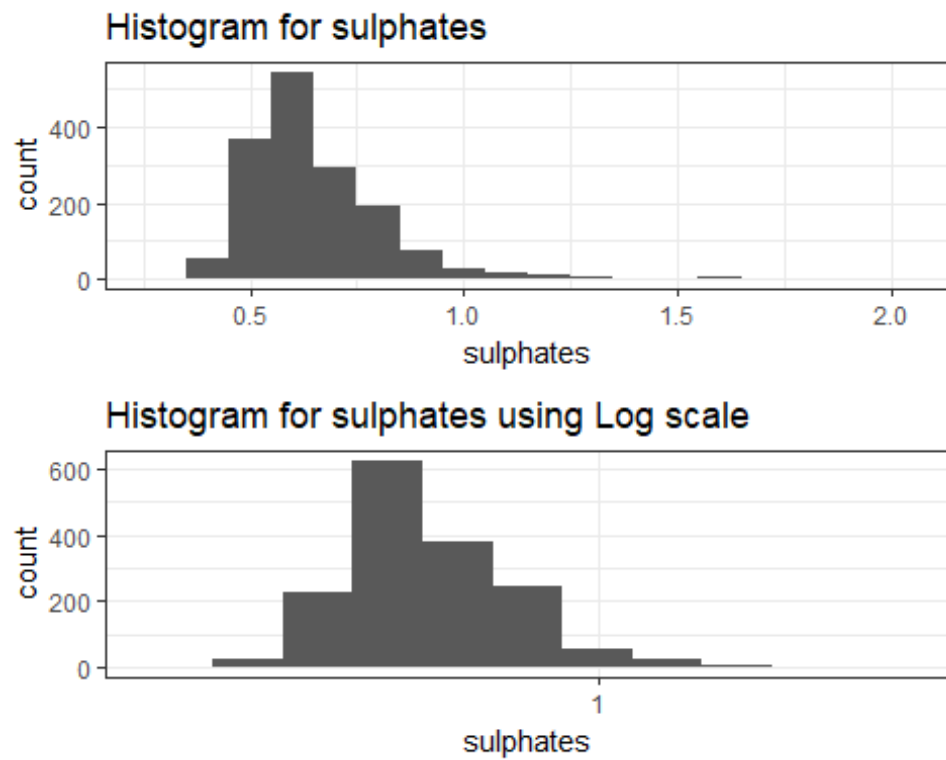 Histogram for sulphates
count
400
200
0
0.5 1.0 1.5 2.0
sulphates
Histogram for sulphates using Log scale
count
600
400
200
0
1
sulphates